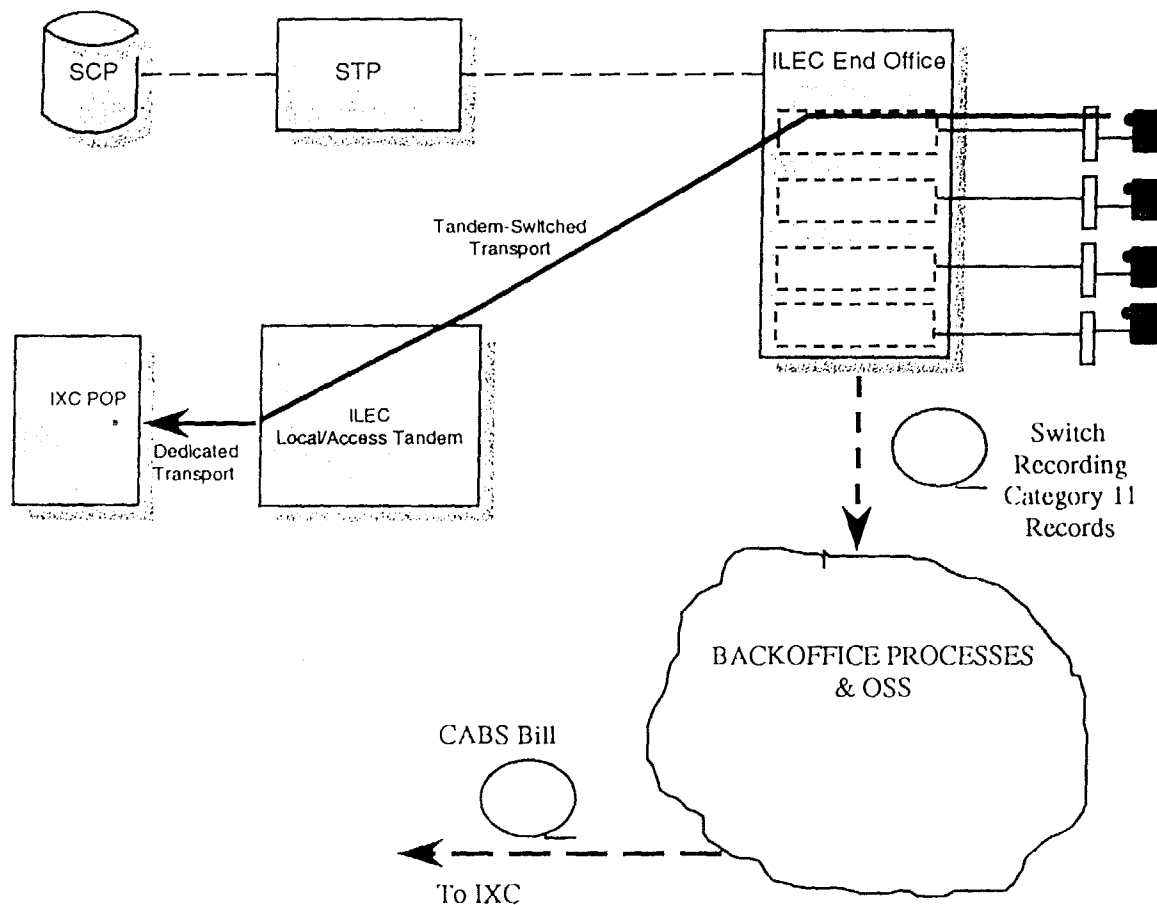 SCP
STP
ILEC End Office
Tandem-Switched
Transport
IXC POP
ILEC
Local/Access Tandem
Dedicated
Transport
Switch
Recording
Category 11
Records
BACKOFFICE PROCESSES
& OSS
CABS Bill
To IXC